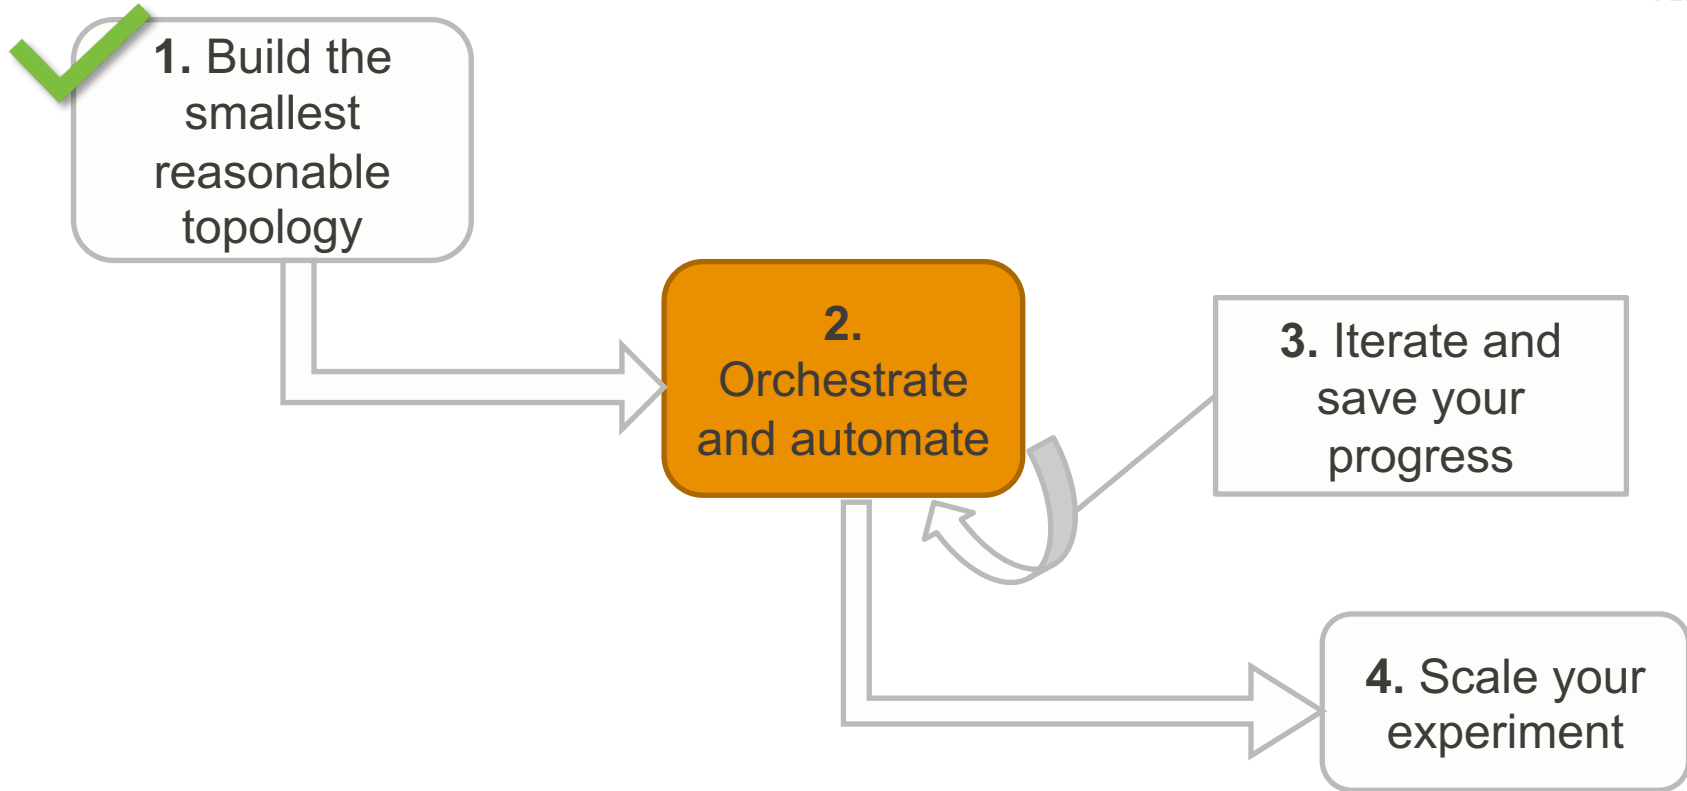 1. Build the
smallest
reasonable
topology
2.
Orchestrate
and automate
3. Iterate and
save your
progress
4. Scale your
experiment